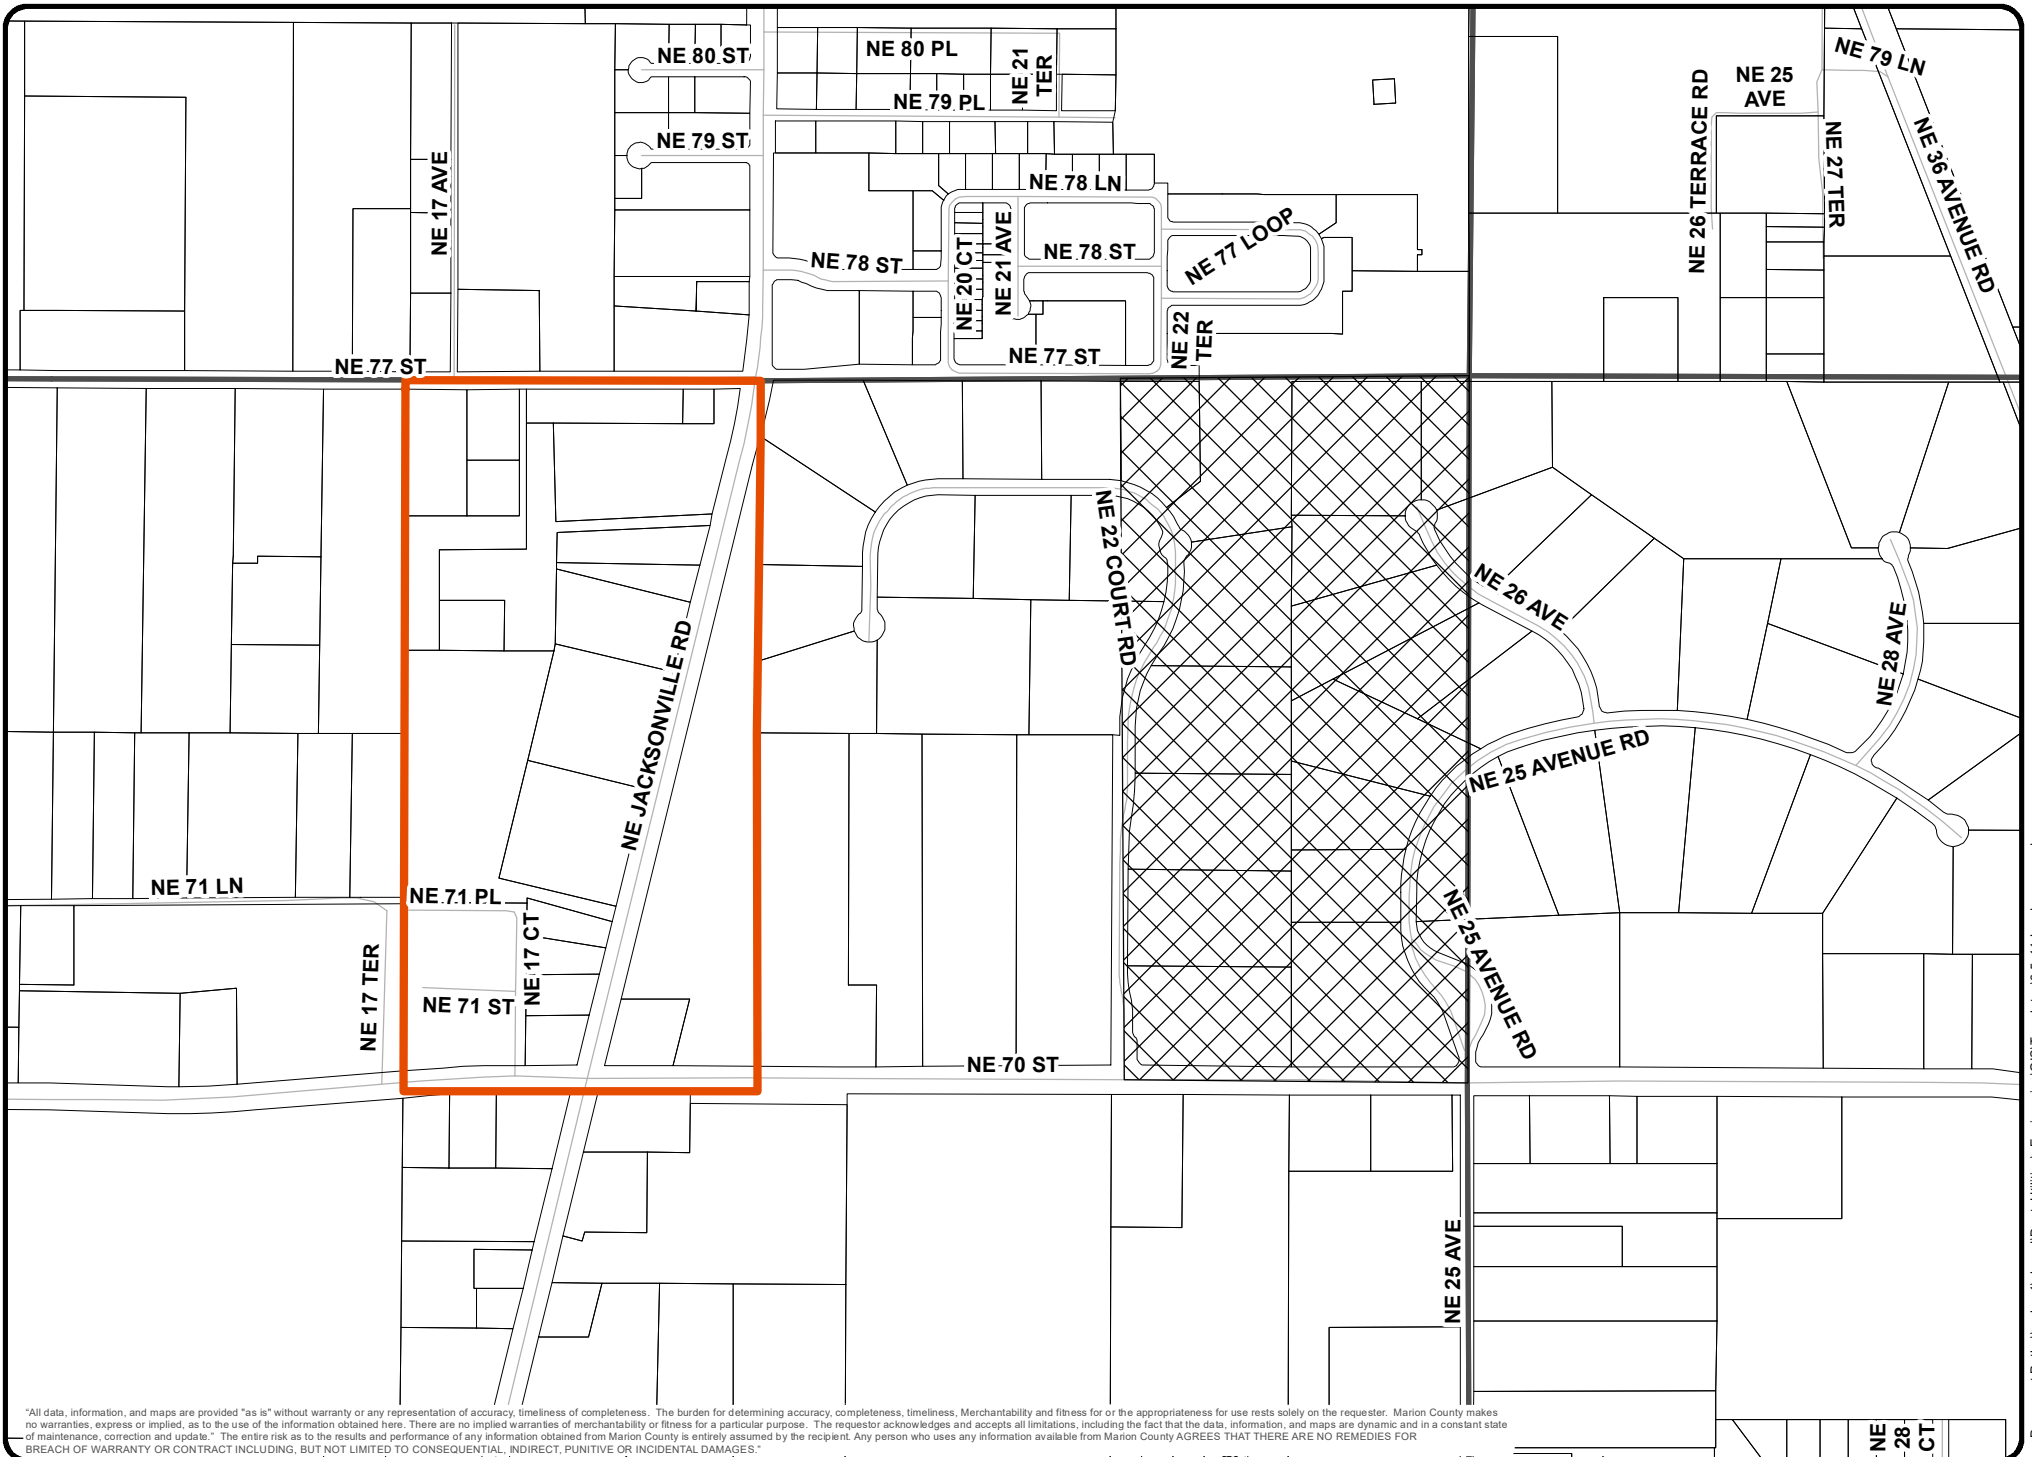 NE 80 ST
NE 80 PL
NE 21
TER
NE 79 LN
NE 25
AVE
NE 79 PL
NE 26 TERRACE RD
NE 36 AVENUE RD
NE 79 ST
NE 17 AVE
NE 27 TER
NE 78 LN
NE 77 LOOP
NE 78 ST
NE 20 CT
NE 21 AVE
NE 78 ST
NE 22
TER
NE 77 ST
NE 77 ST
NE 22 COURT RD
NE 26 AVE
NE 28 AVE
NE JACKSONVILLE RD
NE 25 AVENUE RD
NE 71 LN
NE 71 PL
NE 17 CT
NE 17 TER
NE 71 ST
NE 25 AVENUE RD
NE 70 ST
NE 25 AVE
NE
28
CT
"All data, information, and maps are provided "as is" without warranty or any representation of accuracy, timeliness of completeness. The burden for determining accuracy, completeness, timeliness, Merchantability and fitness for or the appropriateness for use rests solely on the requester. Marion County makes
no warranties, express or implied, as to the use of the information obtained here. There are no implied warranties of merchantability or fitness for a particular purpose. The requestor acknowledges and accepts all limitations, including the fact that the data, information, and maps are dynamic and in a constant state
of maintenance, correction and update." The entire risk as to the results and performance of any information obtained from Marion County is entirely assumed by the recipient. Any person who uses any information available from Marion County AGREES THAT THERE ARE NO REMEDIES FOR
BREACH OF WARRANTY OR CONTRACT INCLUDING, BUT NOT LIMITED TO CONSEQUENTIAL, INDIRECT, PUNITIVE OR INCIDENTAL DAMAGES."